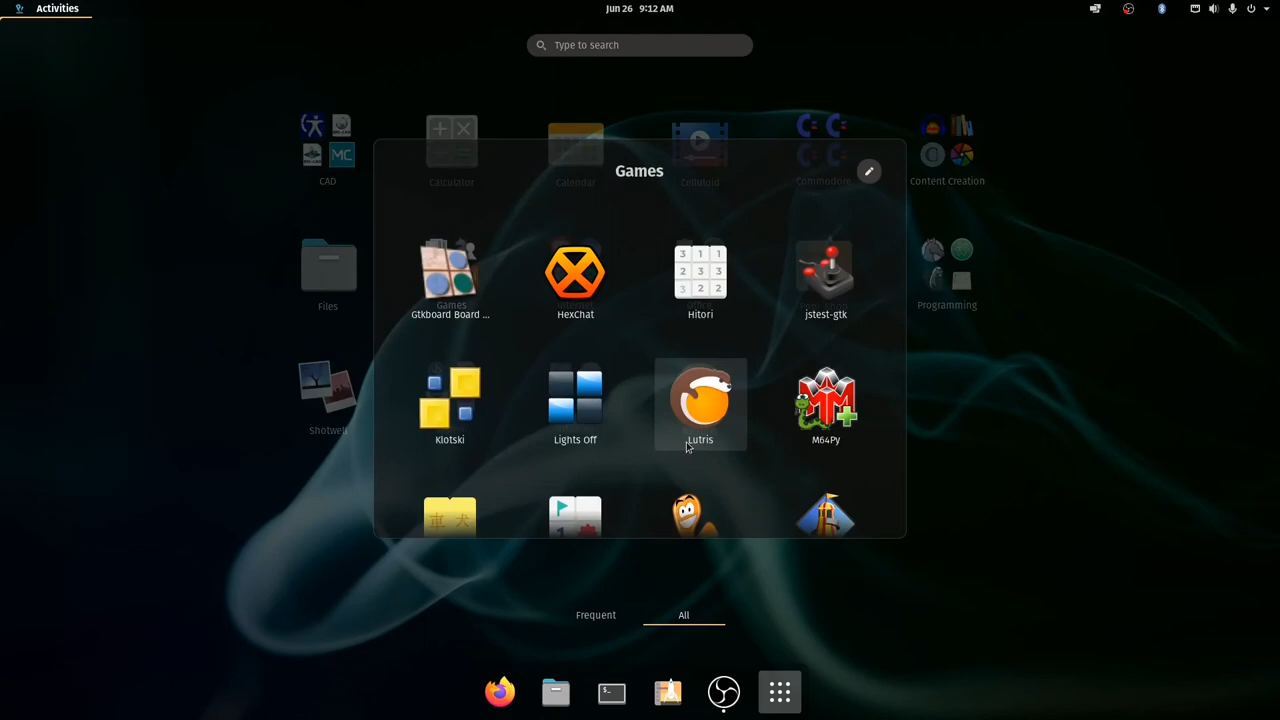 Activities
Jun 26 9:12 AM
Type to search
CAD
Calculator
Calendar
Celluloid
Commodore
Content Creation
Games
Files
Games
Programming
Gtkboard Board ...
HexChat
Hitori
jstest-gtk
Shotwell
Klotski
Lights Off
Lutris
M64Py
Frequent
All